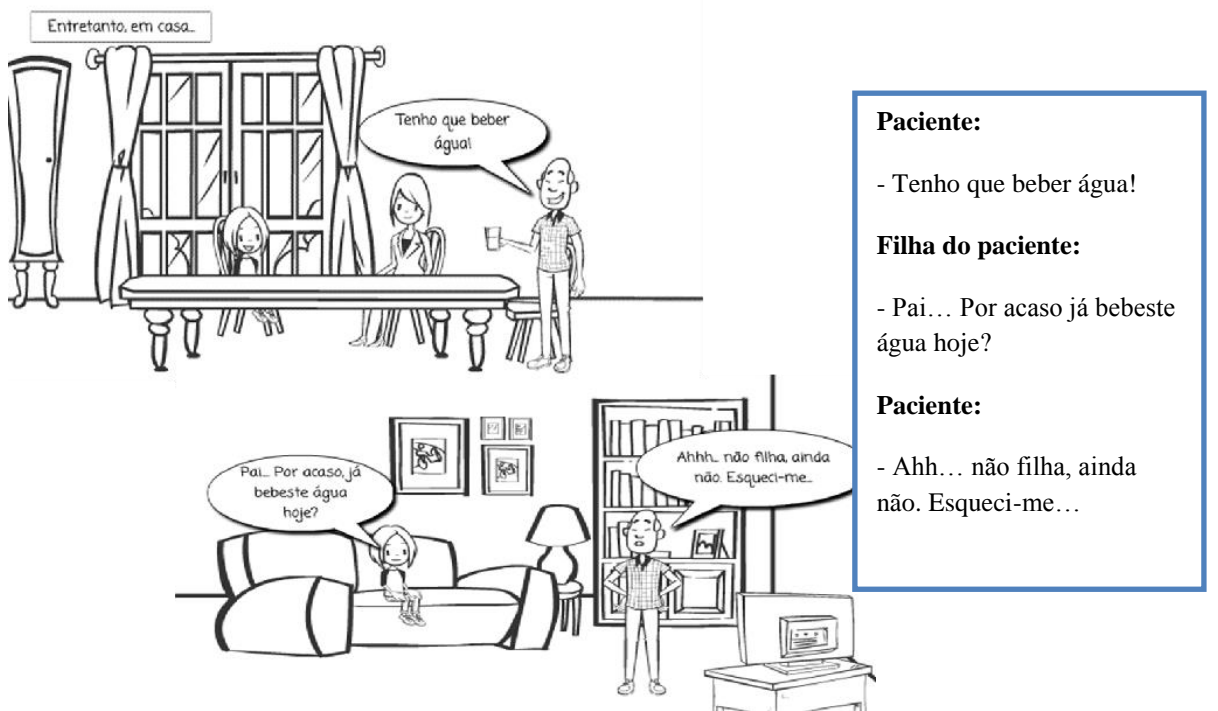 Entretanto, em casa...
Tenho que beber
água!
Pai... Por acaso, já
bebeste água
hoje?
Ahhh... não filha, ainda
não. Esqueci-me...
Paciente:
- Tenho que beber água!
Filha do paciente:
- Pai… Por acaso já bebeste
água hoje?
Paciente:
- Ahh… não filha, ainda
não. Esqueci-me…